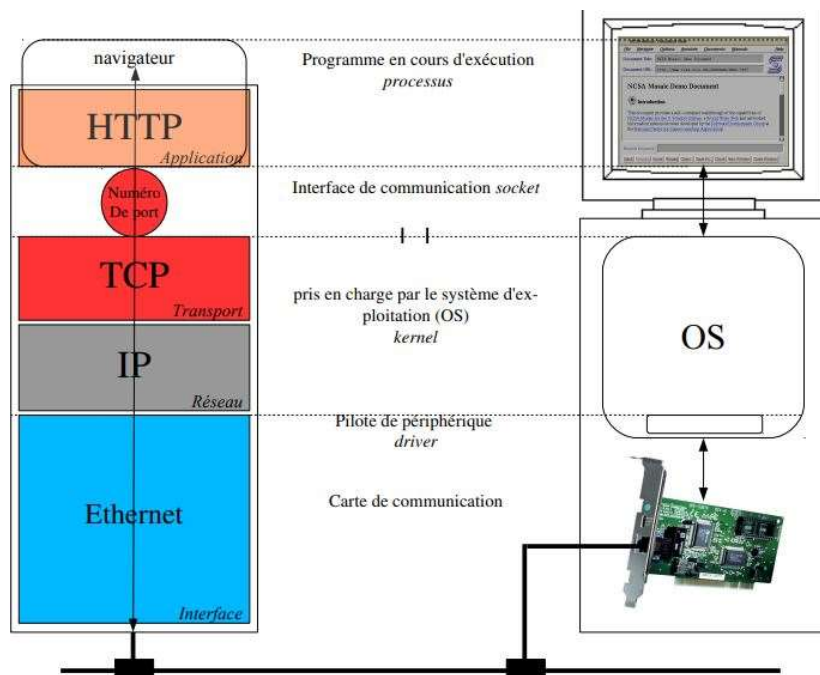 navigateur
HTTP
Application
Numéro
De port
TCP
Transport
IP
Réseau
Ethernet
Interface
Programme en cours d'exécution
processus
Interface de communication socket
pris en charge par le système d'ex-
ploitation (OS)
kernel
Pilote de périphérique
driver
Carte de communication
NCSA Mosaic Demo Document
Introduction
OS